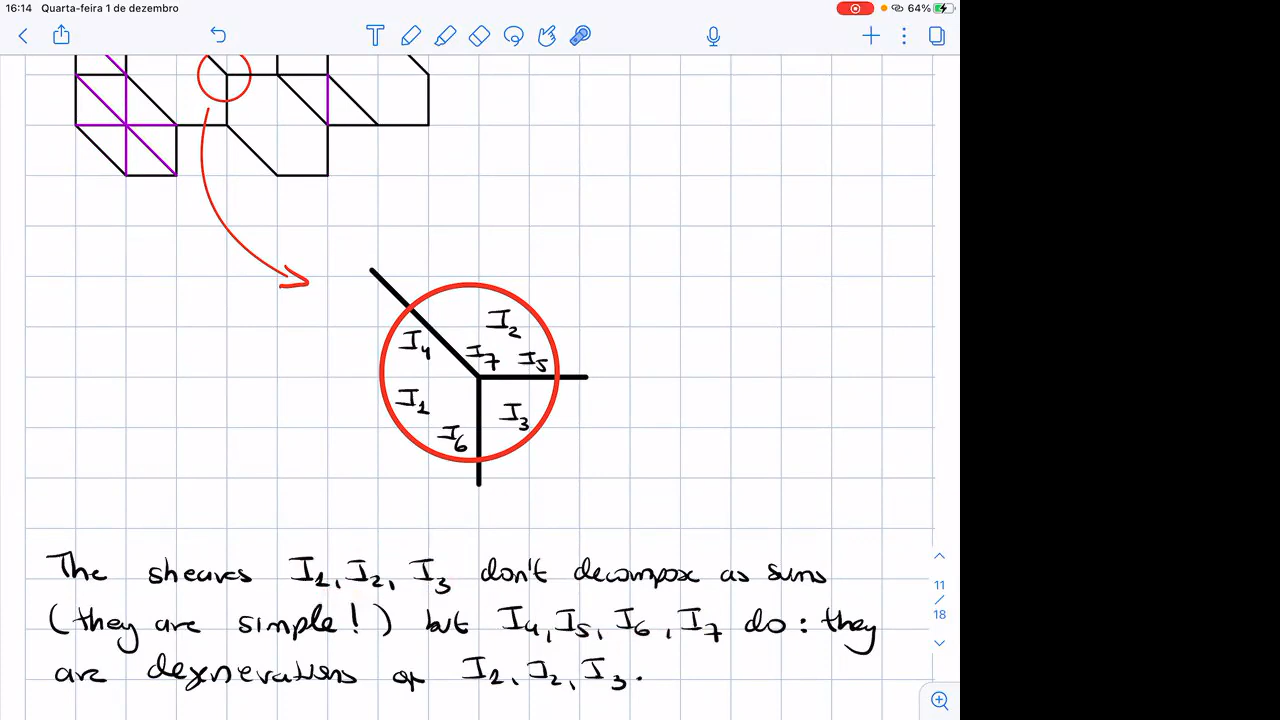 16:14 Quarta-feira 1 de dezembro
64%
I₂
I₄
I₇ I₅
I₁
I₃
I₆
The sheaves I₁, I₂, I₃ don't decompose as sums
(they are simple!) but I₄, I₅, I₆, I₇ do: they
are degenerations of I₁, I₂, I₃.
11
/
18